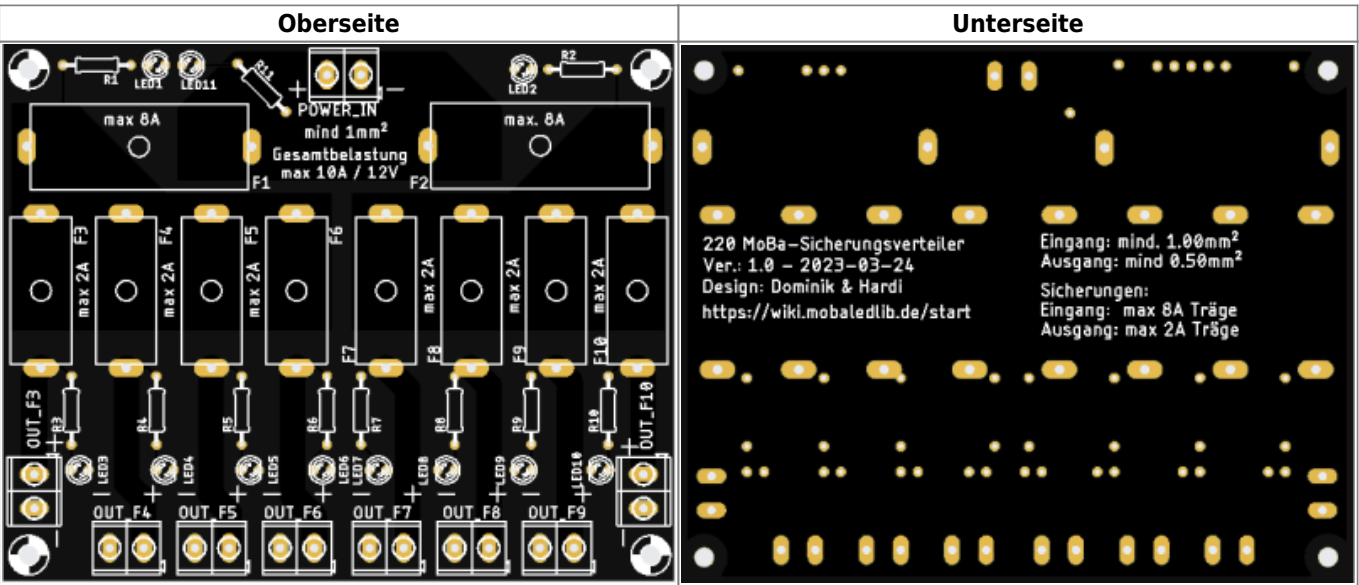 Oberseite Unterseite
R1 LED1 LED11 R11 + POWER_IN - LED2 R2
max 8A
mind 1mm²
Gesamtbelastung
max 10A / 12V
max. 8A
F1 F2
max 2A F3
max 2A F4
max 2A F5
F6
F7 max 2A
F8 max 2A
F9 max 2A
F10 max 2A
OUT_F3 + -
R3 R4 R5 R6 R7 R8 R9 R10
OUT_F10 + -
LED3 LED4 LED5 LED6 LED7 LED8 LED9 LED10
- + - + - + - + - + - +
OUT_F4 OUT_F5 OUT_F6 OUT_F7 OUT_F8 OUT_F9
220 MoBa-Sicherungsverteiler
Ver.: 1.0 - 2023-03-24
Design: Dominik & Hardi
https://wiki.mobaledlib.de/start
Eingang: mind. 1.00mm²
Ausgang: mind 0.50mm²
Sicherungen:
Eingang: max 8A Träge
Ausgang: max 2A Träge